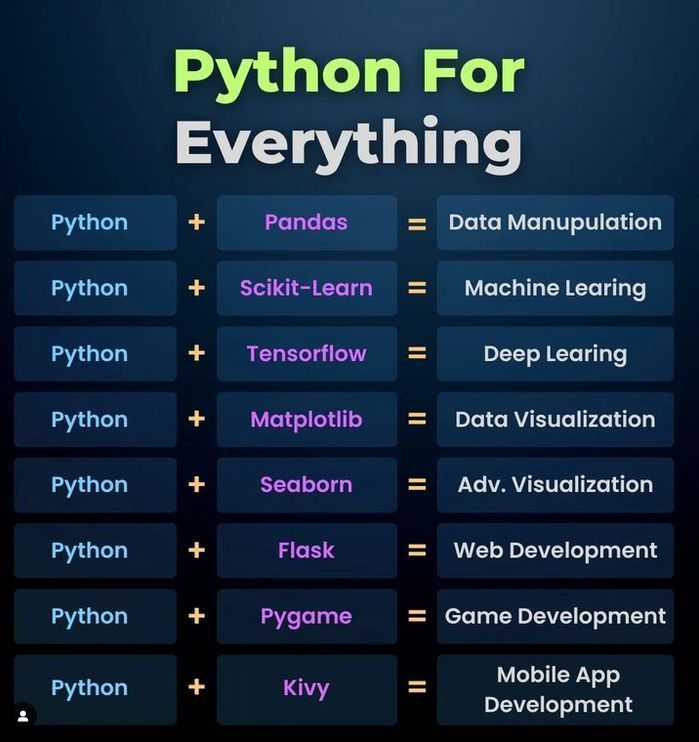 Python For
Everything
Python + Pandas = Data Manupulation
Python + Scikit-Learn = Machine Learing
Python + Tensorflow = Deep Learing
Python + Matplotlib = Data Visualization
Python + Seaborn = Adv. Visualization
Python + Flask = Web Development
Python + Pygame = Game Development
Python + Kivy = Mobile App
Development